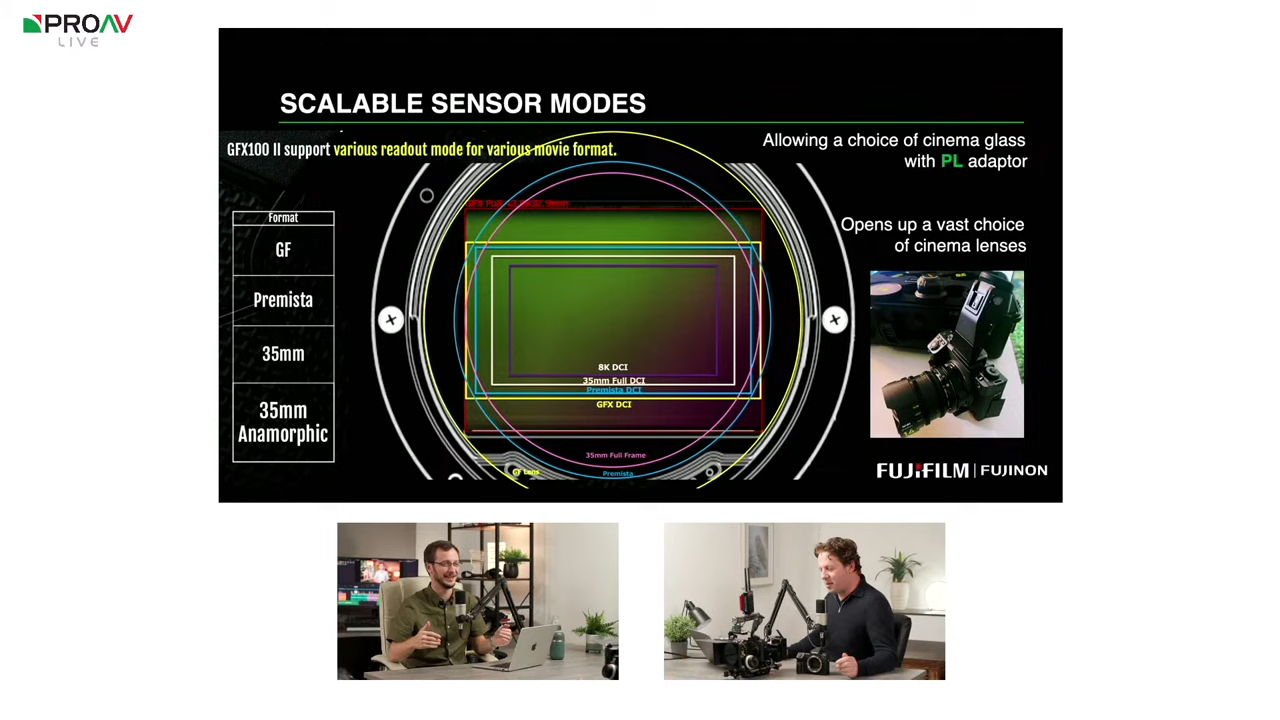 PROAV
LIVE
SCALABLE SENSOR MODES
GFX100 II support various readout mode for various movie format.
Allowing a choice of cinema glass
with PL adaptor
Opens up a vast choice
of cinema lenses
Format
GF
Premista
35mm
35mm
Anamorphic
8K DCI
35mm Full DCI
Premista DCI
GFX DCI
35mm Full Frame
GF Lens
Premista
FUJIFILM | FUJINON